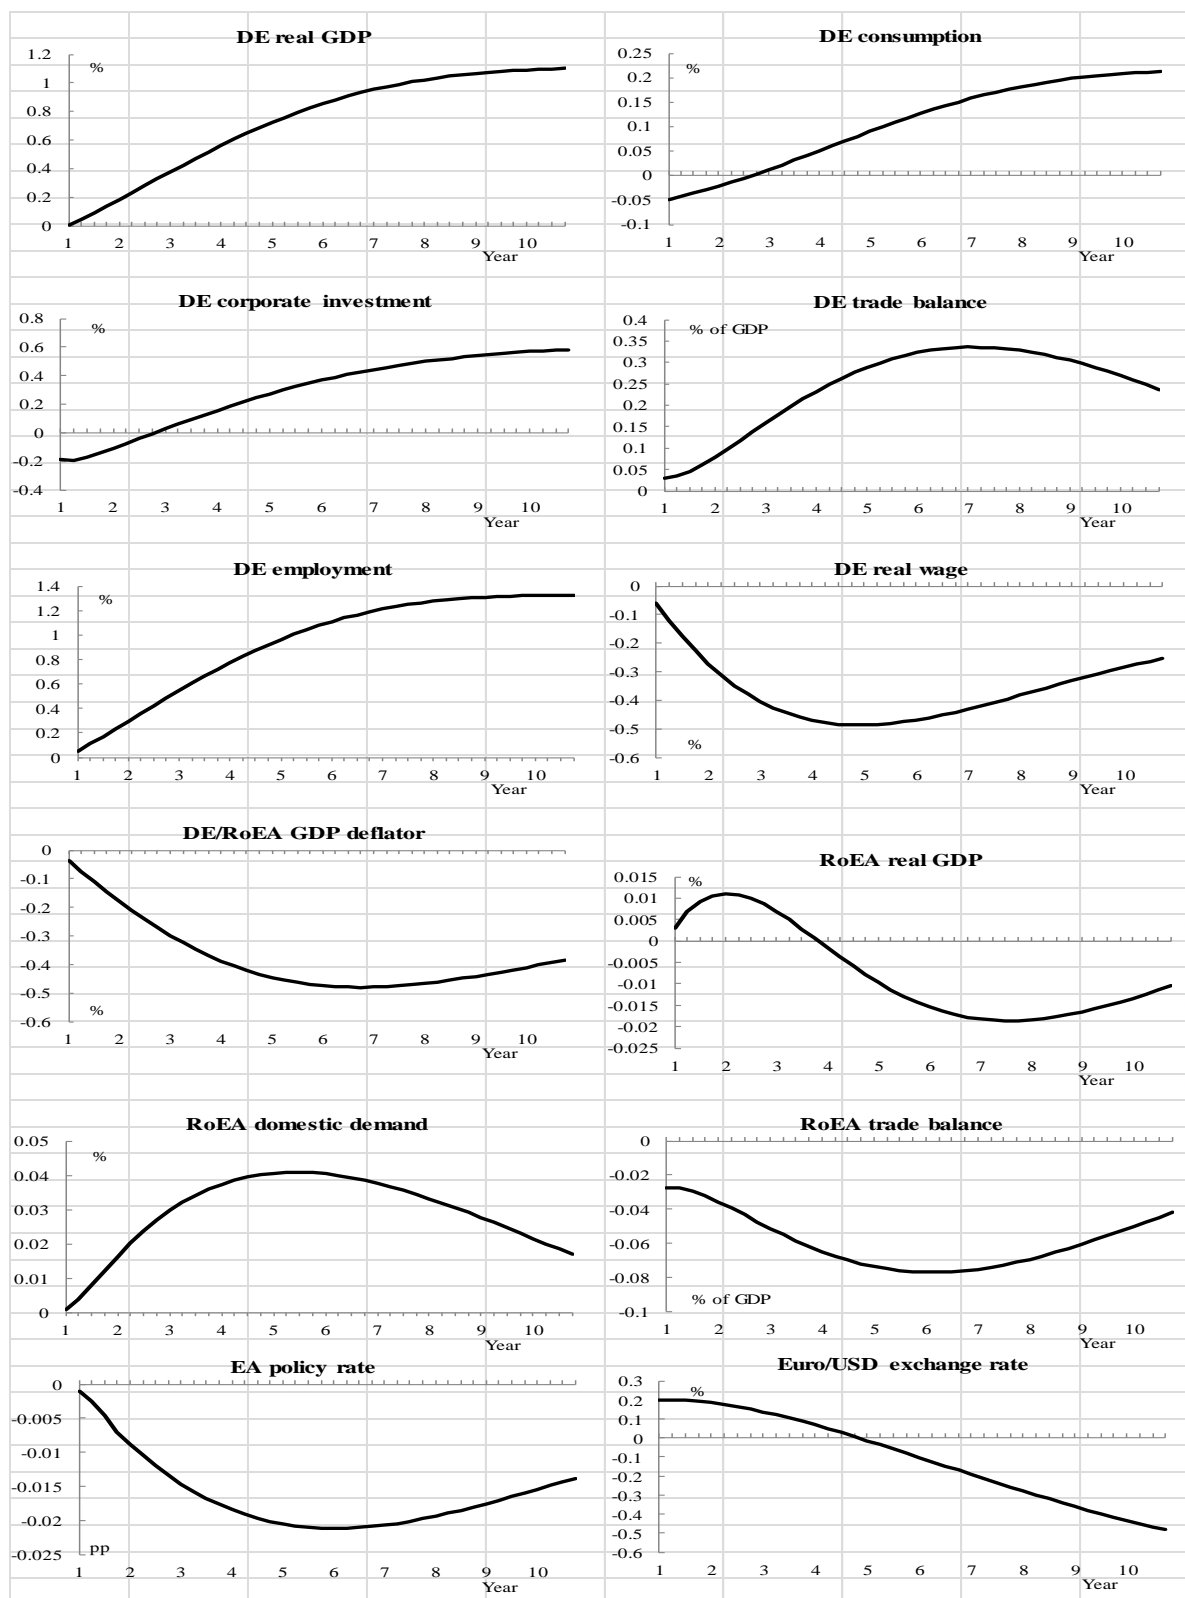 DE real GDP
1.2
%
1
0.8
0.6
0.4
0.2
0
1 2 3 4 5 6 7 8 9 10
Year
DE consumption
0.25
%
0.2
0.15
0.1
0.05
0
-0.05
-0.1
1 2 3 4 5 6 7 8 9 10
Year
DE corporate investment
0.8
%
0.6
0.4
0.2
0
-0.2
-0.4
1 2 3 4 5 6 7 8 9 10
Year
DE trade balance
0.4
% of GDP
0.35
0.3
0.25
0.2
0.15
0.1
0.05
0
1 2 3 4 5 6 7 8 9 10
Year
DE employment
1.4
%
1.2
1
0.8
0.6
0.4
0.2
0
1 2 3 4 5 6 7 8 9 10
Year
DE real wage
0
-0.1
-0.2
-0.3
-0.4
-0.5
%
-0.6
1 2 3 4 5 6 7 8 9 10
Year
DE/RoEA GDP deflator
0
-0.1
-0.2
-0.3
-0.4
-0.5
%
-0.6
1 2 3 4 5 6 7 8 9 10
Year
RoEA real GDP
0.015
%
0.01
0.005
0
-0.005
-0.01
-0.015
-0.02
-0.025
1 2 3 4 5 6 7 8 9 10
Year
RoEA domestic demand
0.05
%
0.04
0.03
0.02
0.01
0
1 2 3 4 5 6 7 8 9 10
Year
RoEA trade balance
0
-0.02
-0.04
-0.06
-0.08
% of GDP
-0.1
1 2 3 4 5 6 7 8 9 10
Year
EA policy rate
0
-0.005
-0.01
-0.015
-0.02
-0.025
pp
1 2 3 4 5 6 7 8 9 10
Year
Euro/USD exchange rate
0.3
%
0.2
0.1
0
-0.1
-0.2
-0.3
-0.4
-0.5
-0.6
1 2 3 4 5 6 7 8 9 10
Year